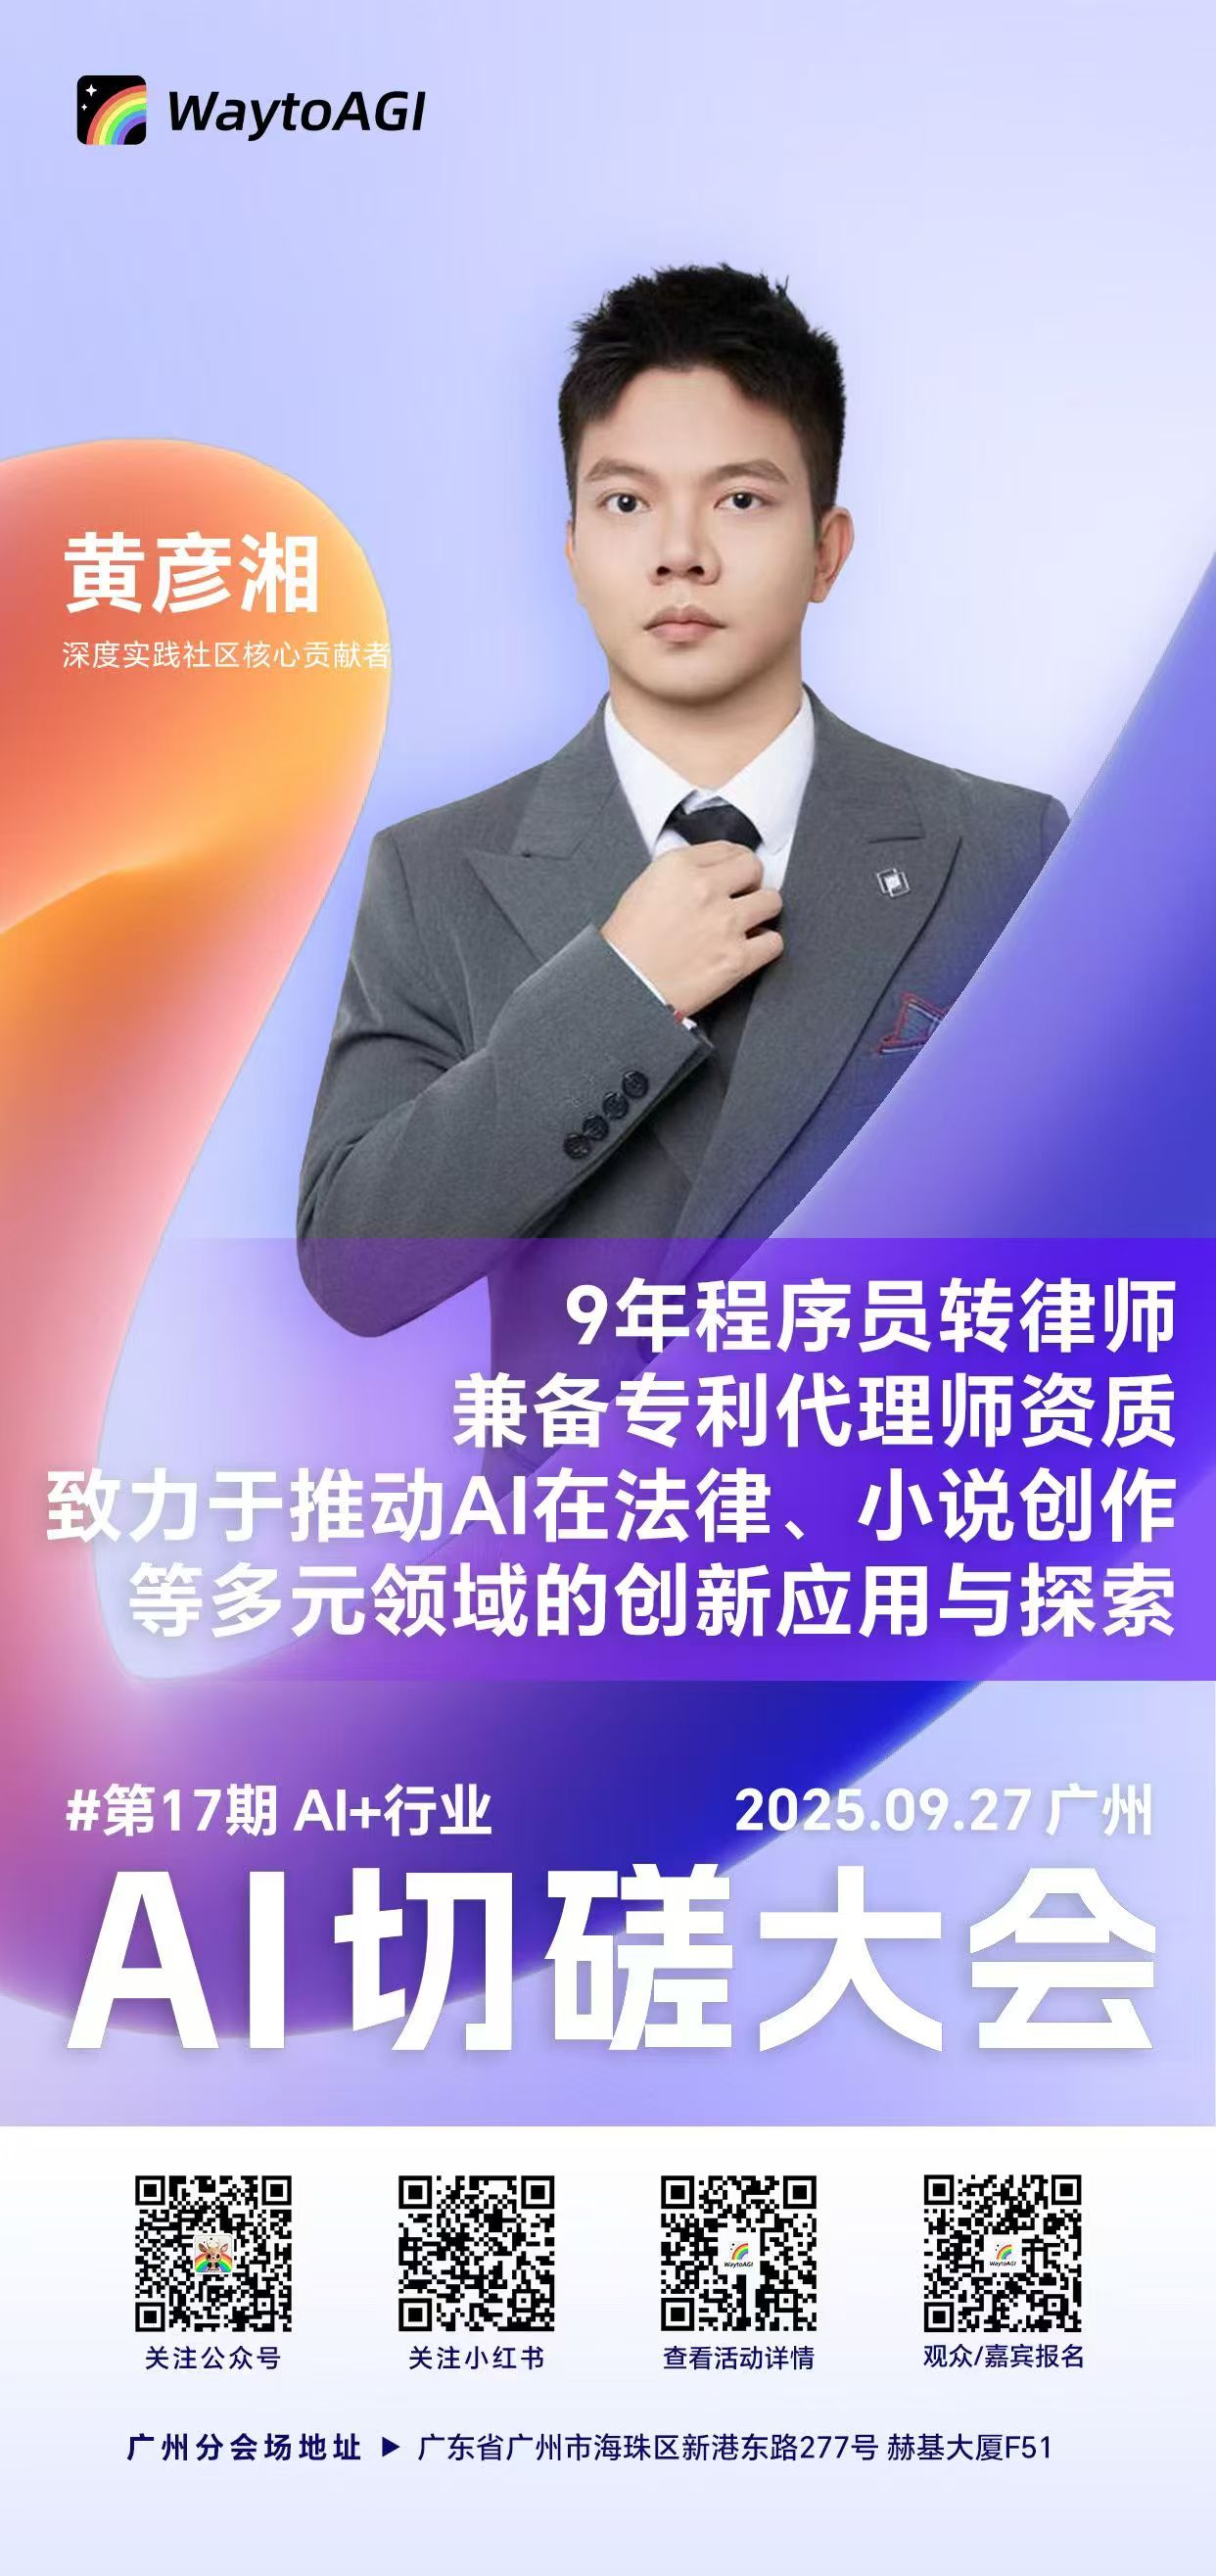 WaytoAGI
黄彦湘
深度实践社区核心贡献者
9年程序员转律师
兼备专利代理师资质
致力于推动AI在法律、小说创作
等多元领域的创新应用与探索
#第17期 AI+行业
2025.09.27 广州
AI切磋大会
WaytoAGI
WaytoAGI
关注公众号
关注小红书
查看活动详情
观众/嘉宾报名
广州分会场地址 ▶ 广东省广州市海珠区新港东路277号 赫基大厦F51